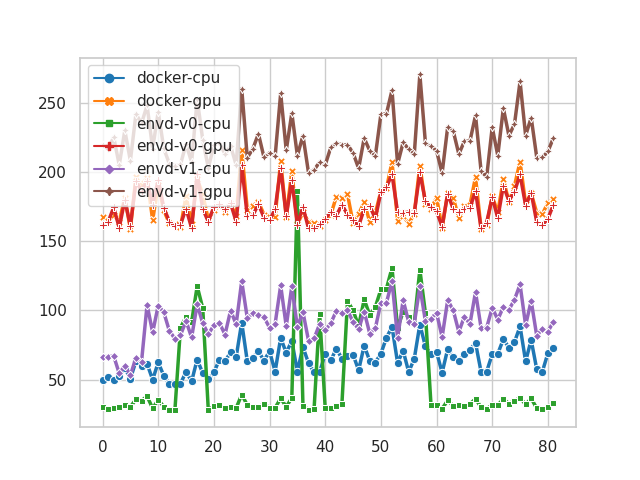 docker-cpu
docker-gpu
envd-v0-cpu
envd-v0-gpu
envd-v1-cpu
envd-v1-gpu
250
200
150
100
50
0 10 20 30 40 50 60 70 80